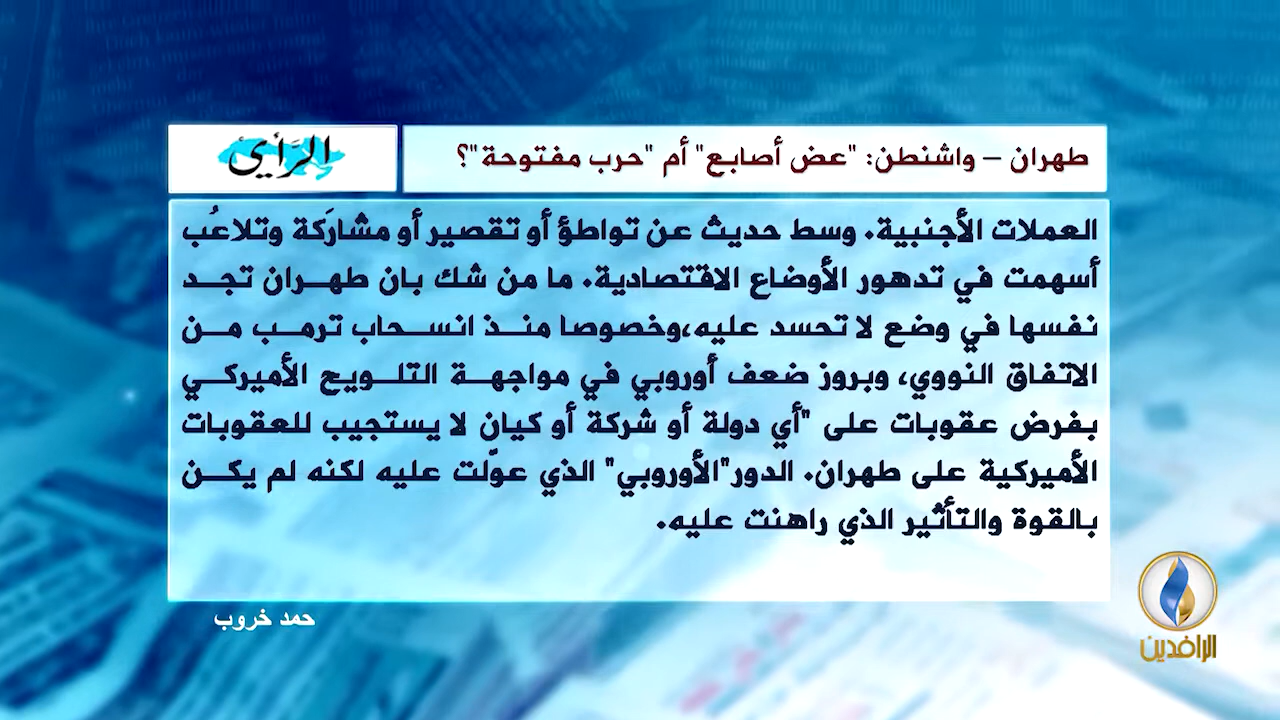 الرأي
طهران – واشنطن: "عض أصابع" أم "حرب مفتوحة"؟
العملات الأجنبية. وسط حديث عن تواطؤ أو تقصير أو مشارَكة وتلاعُب
أسهمت في تدهور الأوضاع الاقتصادية. ما من شك بان طهران تجد
نفسها في وضع لا تحسد عليه،وخصوصا منذ انسحاب ترمب من
الاتفاق النووي، وبروز ضعف أوروبي في مواجهة التلويح الأميركي
بفرض عقوبات على "أي دولة أو شركة أو كيان لا يستجيب للعقوبات
الأميركية على طهران. الدور"الأوروبي" الذي عوّلت عليه لكنه لم يكن
بالقوة والتأثير الذي راهنت عليه.
حمد خروب
الرافدين